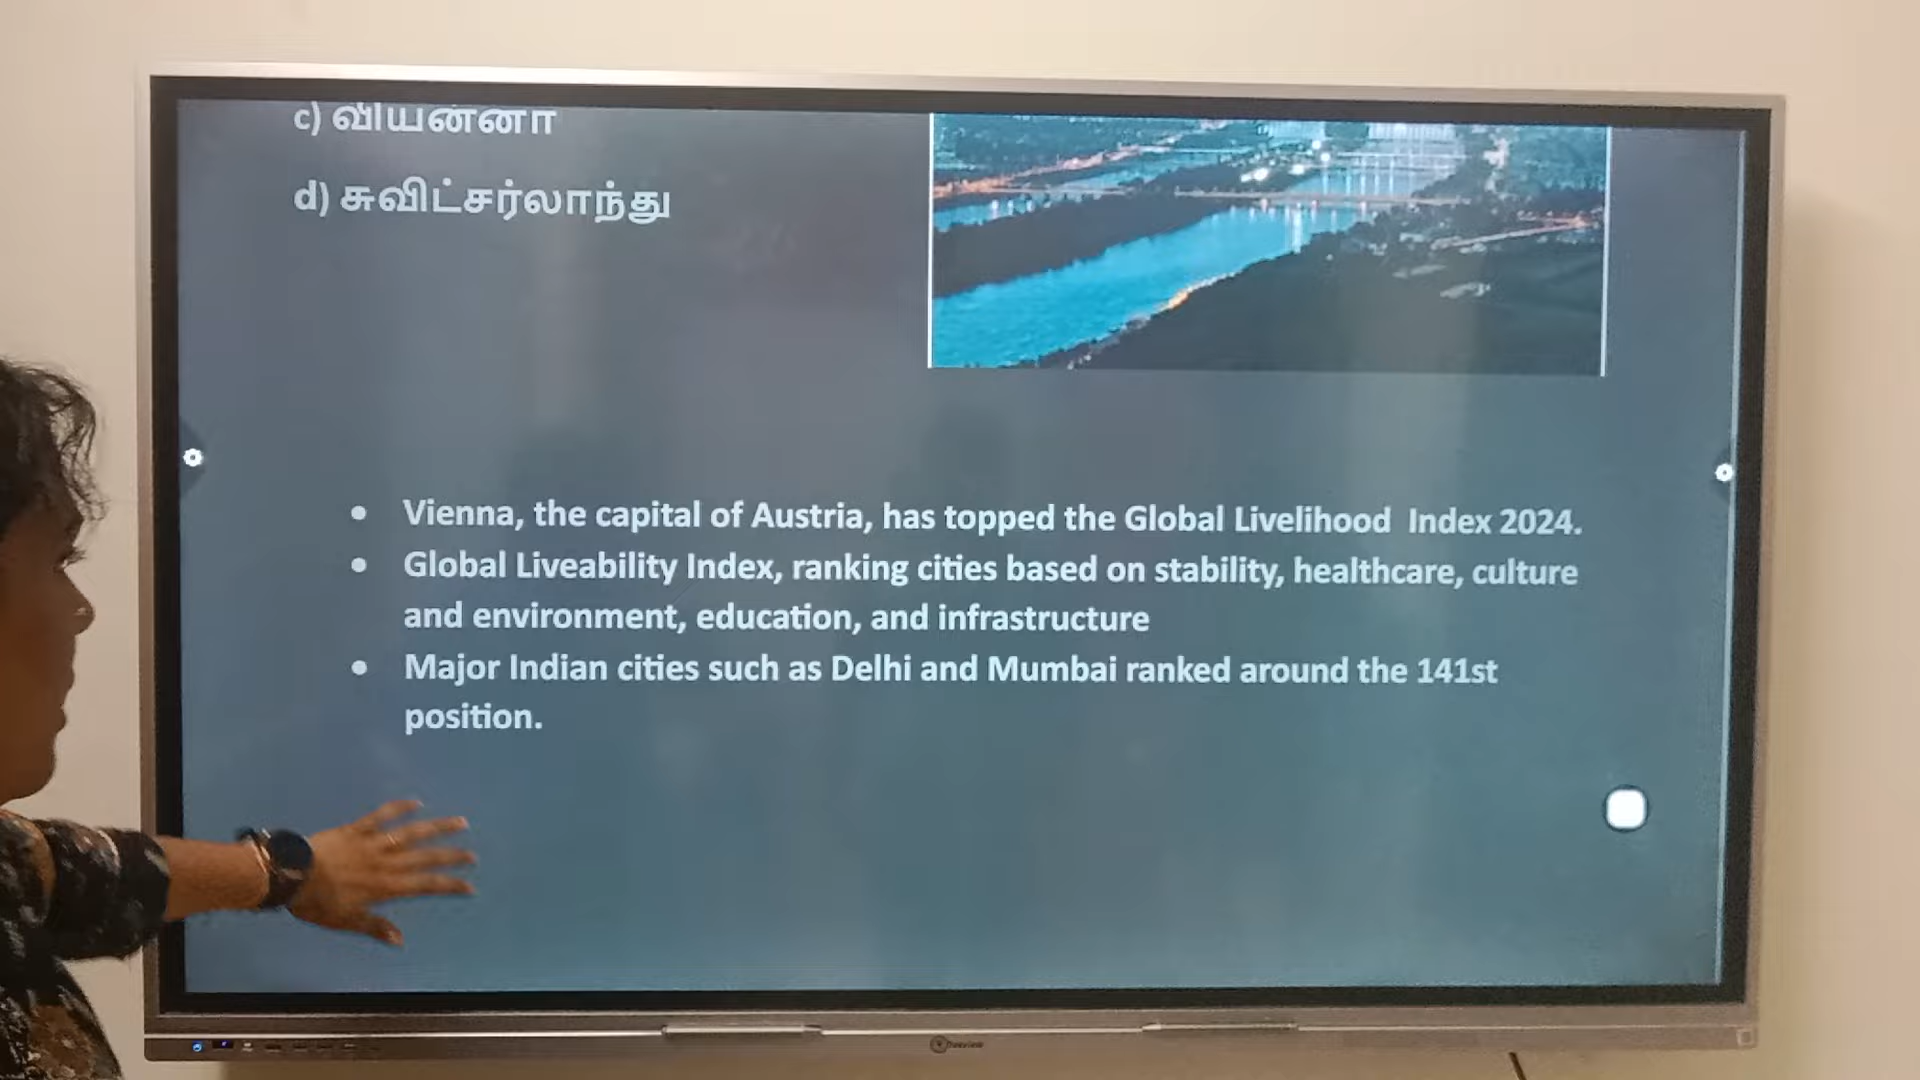 c) வியன்னா
d) சுவிட்சர்லாந்து
• Vienna, the capital of Austria, has topped the Global Livelihood Index 2024.
• Global Liveability Index, ranking cities based on stability, healthcare, culture
and environment, education, and infrastructure
• Major Indian cities such as Delhi and Mumbai ranked around the 141st
position.